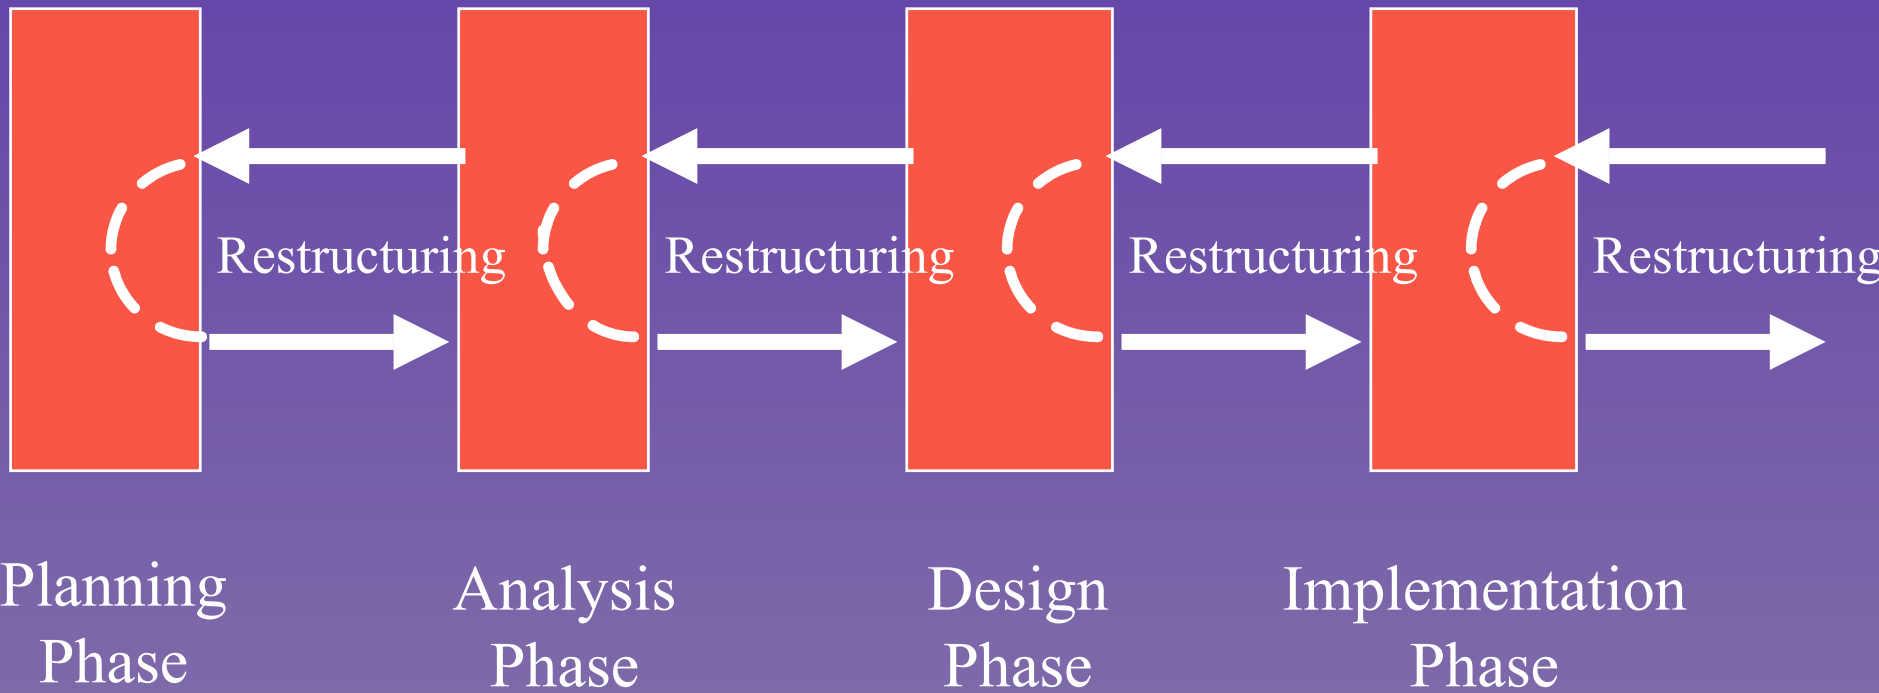 Restructuring
Restructuring
Restructuring
Restructuring
Planning
Phase
Analysis
Phase
Design
Phase
Implementation
Phase